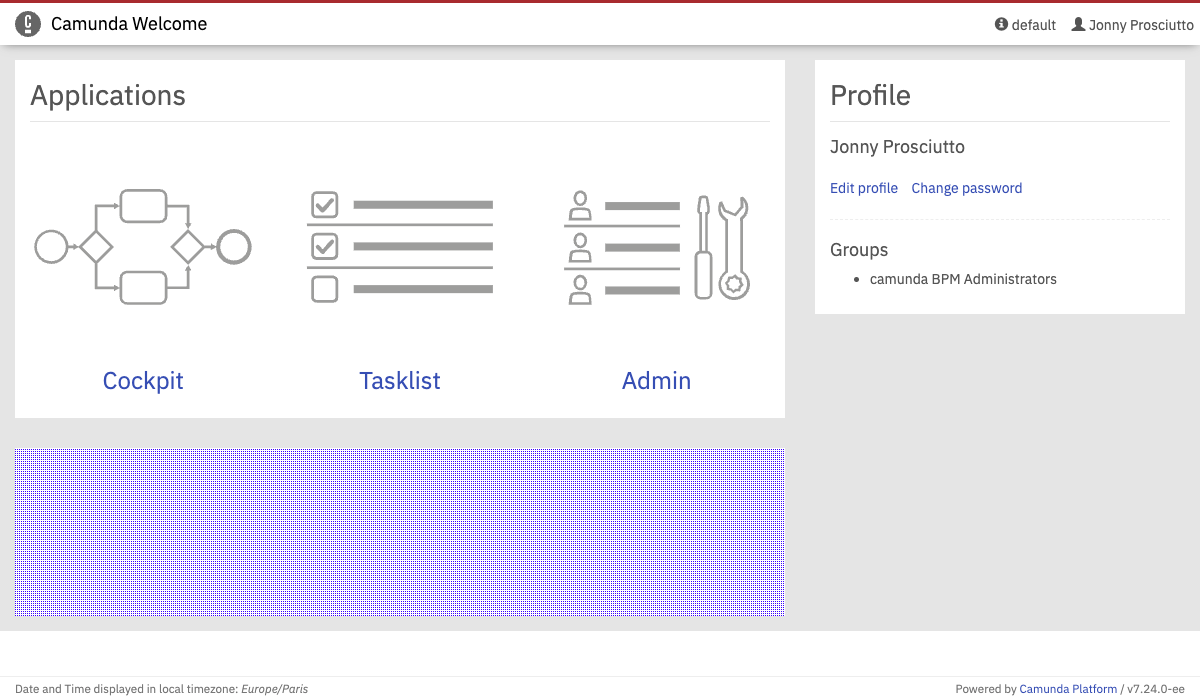 Camunda Welcome
default
Jonny Prosciutto
Applications
Cockpit
Tasklist
Admin
Profile
Jonny Prosciutto
Edit profile Change password
Groups
camunda BPM Administrators
Date and Time displayed in local timezone: Europe/Paris
Powered by Camunda Platform / v7.24.0-ee